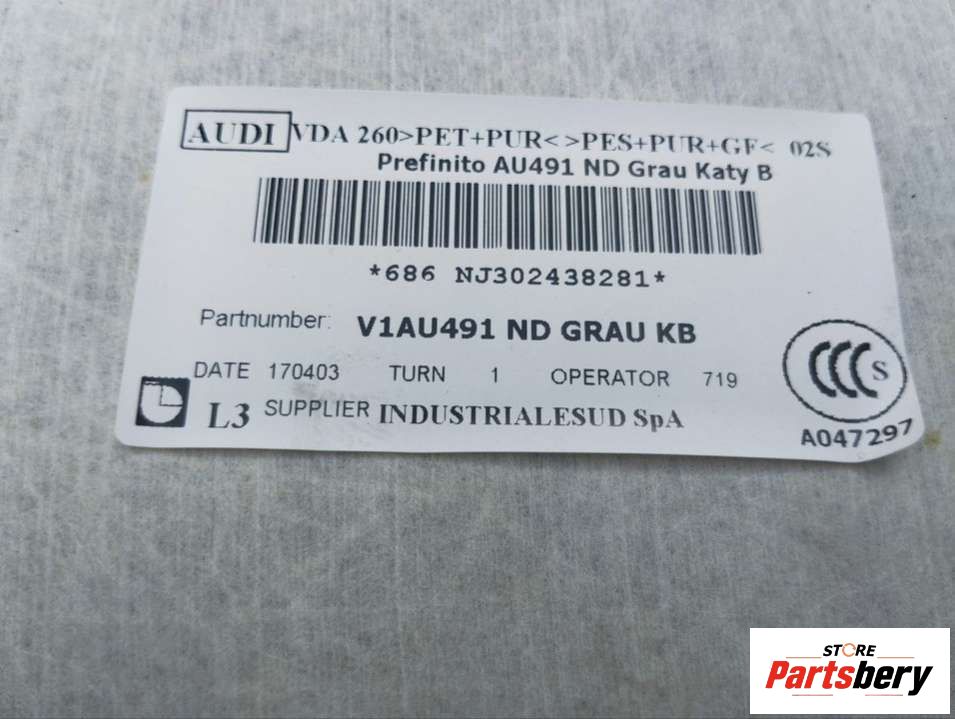 AUDI VDA 260>PET+PUR< >PES+PUR+GF< 02S
Prefinito AU491 ND Grau Katy B
*686 NJ302438281*
Partnumber: V1AU491 ND GRAU KB
DATE 170403 TURN 1 OPERATOR 719
L3 SUPPLIER INDUSTRIALESUD SpA
CCC S
A047297
STORE
Partsbery